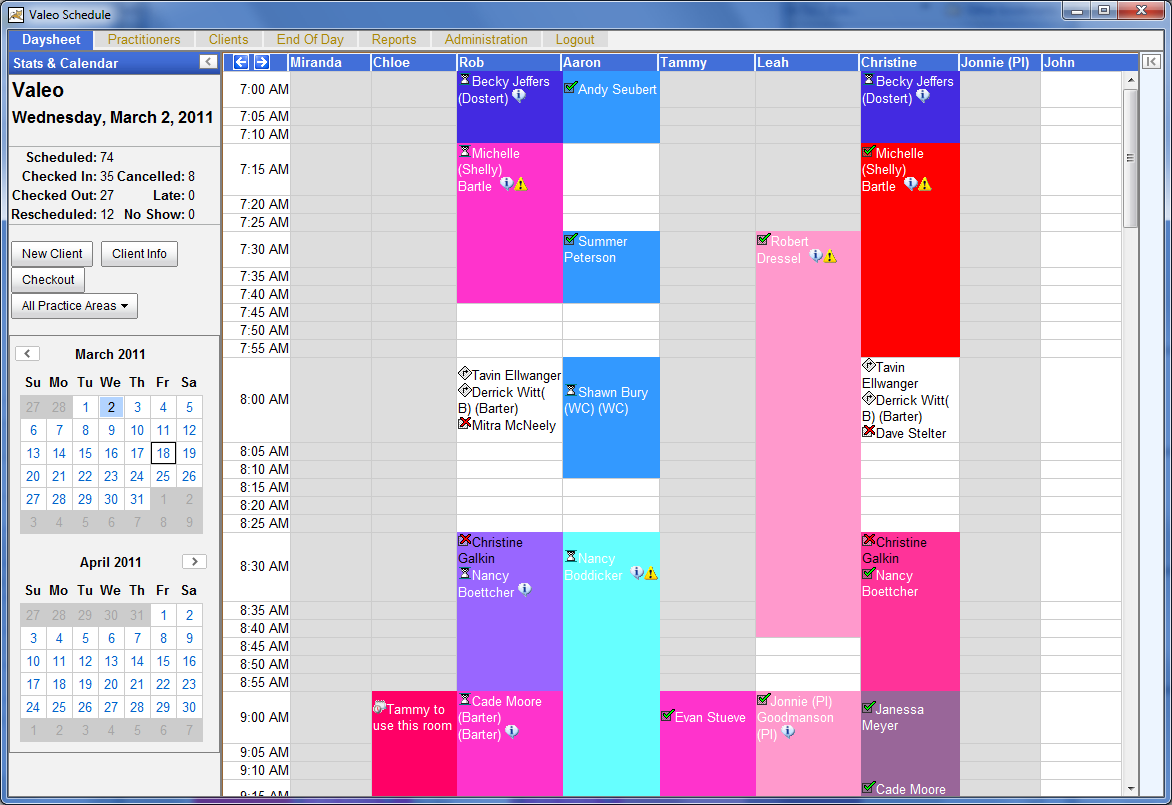 Valeo Schedule
Daysheet Practitioners Clients End Of Day Reports Administration Logout
Stats & Calendar
Valeo
Wednesday, March 2, 2011
Scheduled: 74
Checked In: 35 Cancelled: 8
Checked Out: 27 Late: 0
Rescheduled: 12 No Show: 0
New Client Client Info
Checkout
All Practice Areas
March 2011
Su Mo Tu We Th Fr Sa
27 28 1 2 3 4 5
6 7 8 9 10 11 12
13 14 15 16 17 18 19
20 21 22 23 24 25 26
27 28 29 30 31 1 2
3 4 5 6 7 8 9
April 2011
Su Mo Tu We Th Fr Sa
27 28 29 30 31 1 2
3 4 5 6 7 8 9
10 11 12 13 14 15 16
17 18 19 20 21 22 23
24 25 26 27 28 29 30
1 2 3 4 5 6 7
Miranda Chloe Rob Aaron Tammy Leah Christine Jonnie (PI) John
7:00 AM
7:05 AM
7:10 AM
7:15 AM
7:20 AM
7:25 AM
7:30 AM
7:35 AM
7:40 AM
7:45 AM
7:50 AM
7:55 AM
8:00 AM
8:05 AM
8:10 AM
8:15 AM
8:20 AM
8:25 AM
8:30 AM
8:35 AM
8:40 AM
8:45 AM
8:50 AM
8:55 AM
9:00 AM
9:05 AM
9:10 AM
9:15 AM
Tammy to
use this room
Becky Jeffers
(Dostert)
Michelle
(Shelly)
Bartle
Tavin Ellwanger
Derrick Witt(
B) (Barter)
Mitra McNeely
Christine
Galkin
Nancy
Boettcher
Cade Moore
(Barter)
(Barter)
Andy Seubert
Summer
Peterson
Shawn Bury
(WC) (WC)
Nancy
Boddicker
Evan Stueve
Robert
Dressel
Jonnie (PI)
Goodmanson
(PI)
Becky Jeffers
(Dostert)
Michelle
(Shelly)
Bartle
Tavin
Ellwanger
Derrick Witt(
B) (Barter)
Dave Stelter
Christine
Galkin
Nancy
Boettcher
Janessa
Meyer
Cade Moore